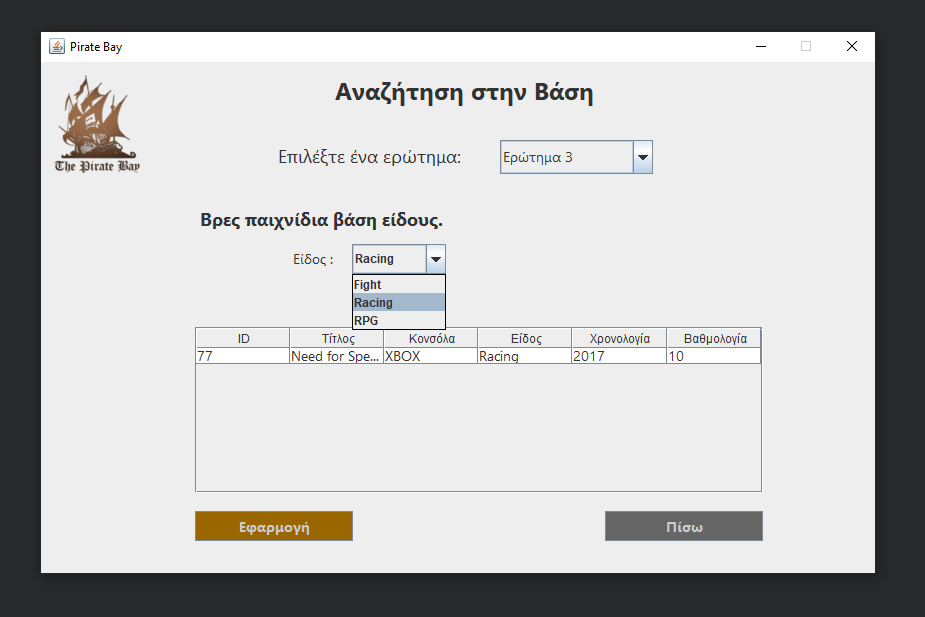 Pirate Bay
The Pirate Bay
Αναζήτηση στην Βάση
Επιλέξτε ένα ερώτημα: Ερώτημα 3
Βρες παιχνίδια βάση είδους.
Είδος : Racing
Fight
Racing
RPG
ID Τίτλος Κονσόλα Είδος Χρονολογία Βαθμολογία
77 Need for Spe... XBOX Racing 2017 10
Εφαρμογή Πίσω